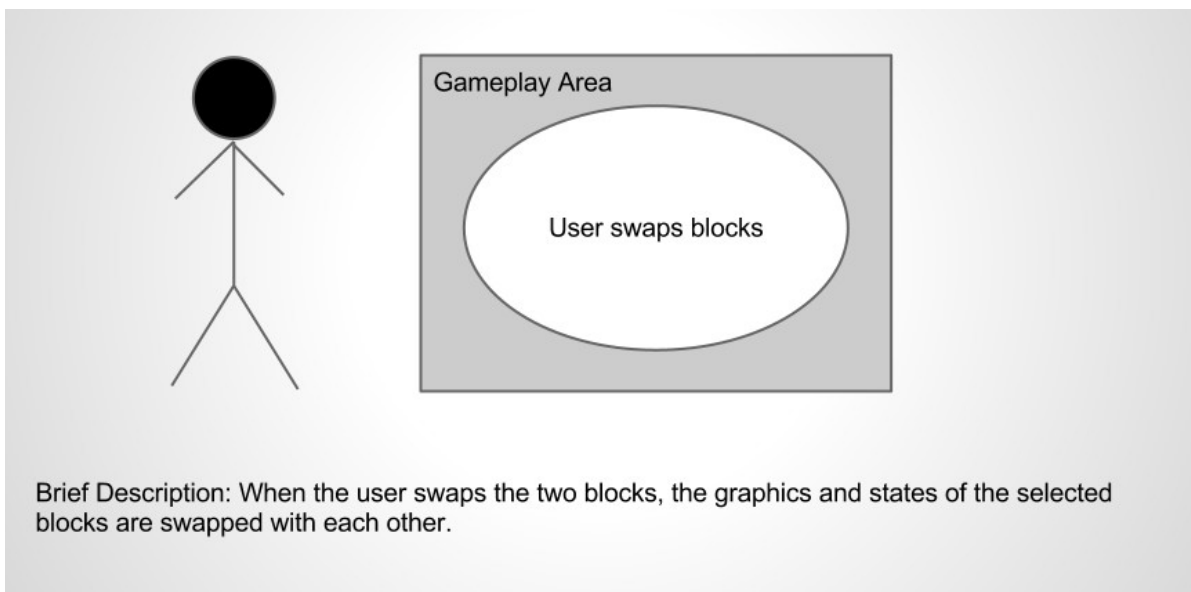 Gameplay Area
User swaps blocks
Brief Description: When the user swaps the two blocks, the graphics and states of the selected
blocks are swapped with each other.